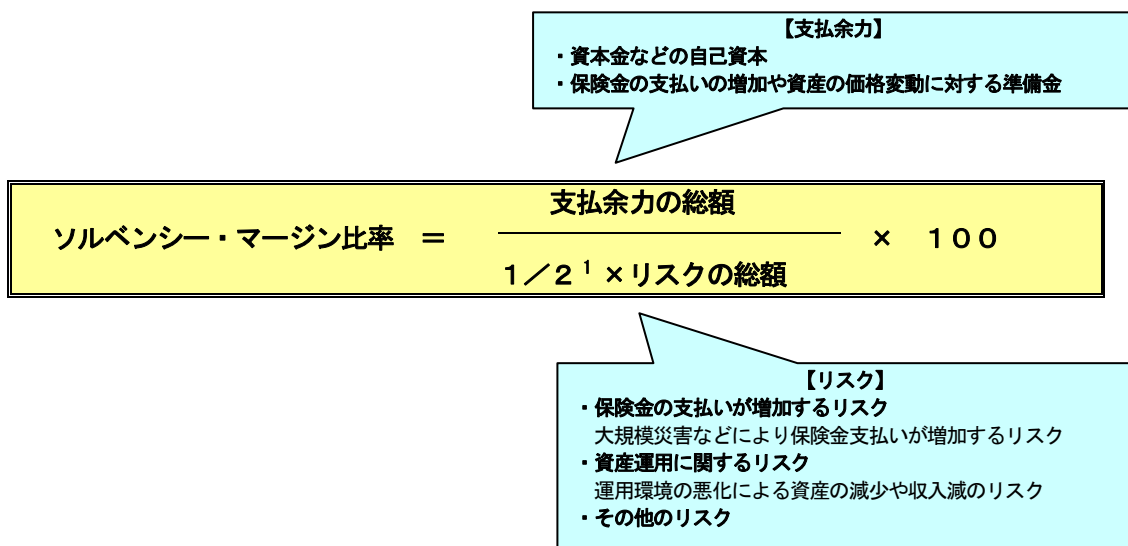 【支払余力】
・資本金などの自己資本
・保険金の支払いの増加や資産の価格変動に対する準備金
支払余力の総額
ソルベンシー・マージン比率 ＝ × １００
１／２ 1 ×リスクの総額
【リスク】
・保険金の支払いが増加するリスク
大規模災害などにより保険金支払いが増加するリスク
・資産運用に関するリスク
運用環境の悪化による資産の減少や収入減のリスク
・その他のリスク